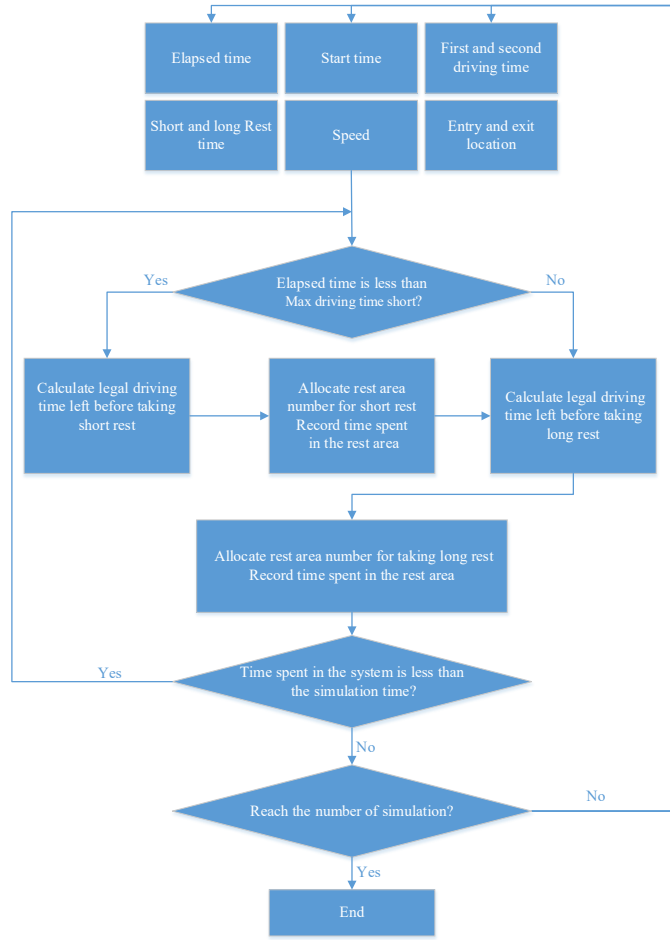 Elapsed time
Start time
First and second
driving time
Short and long Rest
time
Speed
Entry and exit
location
Elapsed time is less than
Max driving time short?
Yes
No
Calculate legal driving
time left before taking
short rest
Allocate rest area
number for short rest
Record time spent
in the rest area
Calculate legal driving
time left before taking
long rest
Allocate rest area number for taking long rest
Record time spent in the rest area
Time spent in the system is less than
the simulation time?
Yes
No
Reach the number of simulation?
No
Yes
End